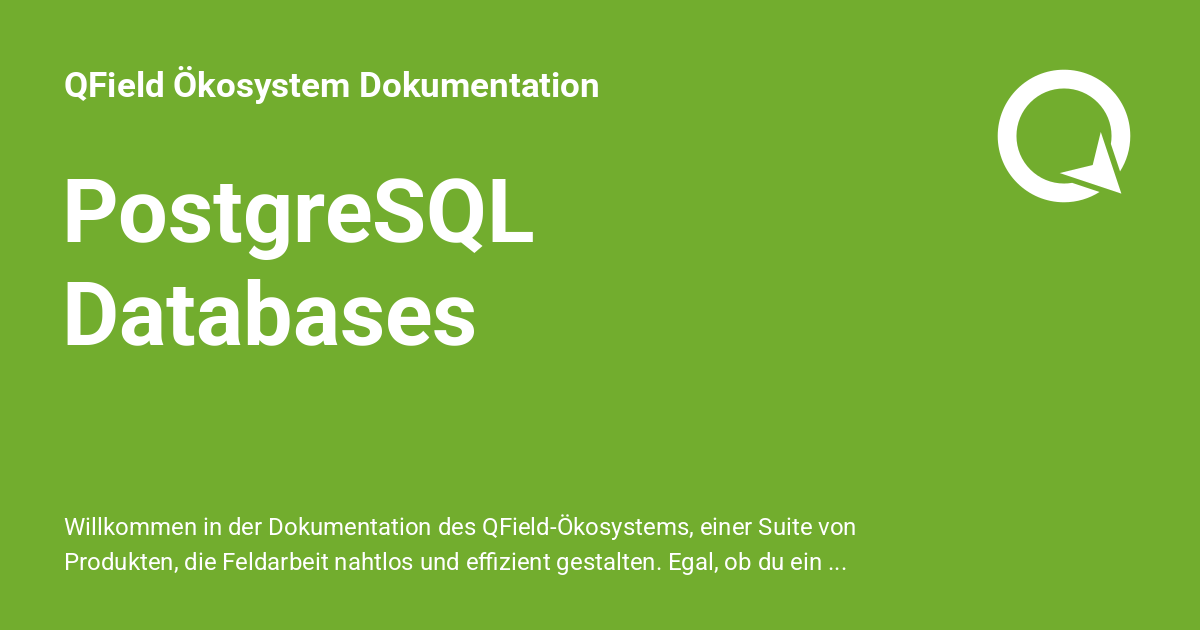 QField Ökosystem Dokumentation
PostgreSQL
Databases
Willkommen in der Dokumentation des QField-Ökosystems, einer Suite von
Produkten, die Feldarbeit nahtlos und effizient gestalten. Egal, ob du ein ...